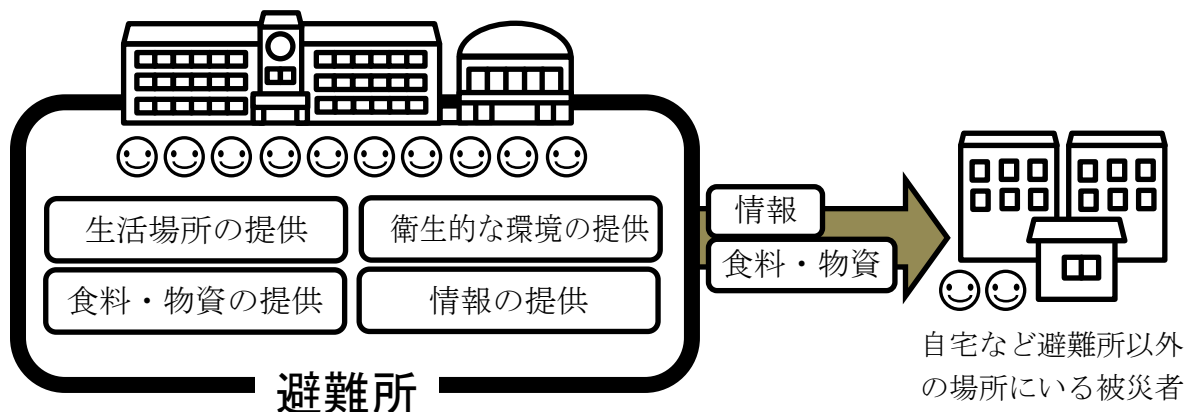 生活場所の提供
衛生的な環境の提供
食料・物資の提供
情報の提供
避難所
情報
食料・物資
自宅など避難所以外
の場所にいる被災者